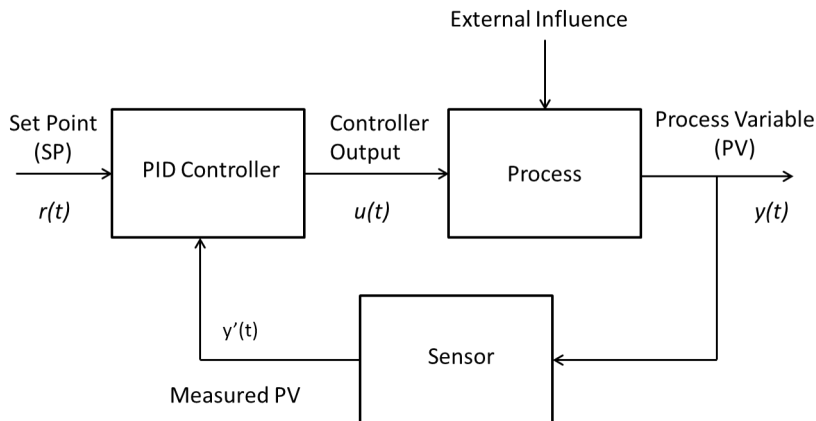 External Influence
Set Point
(SP)
r(t)
PID Controller
Controller
Output
u(t)
Process
Process Variable
(PV)
y(t)
y’(t)
Sensor
Measured PV